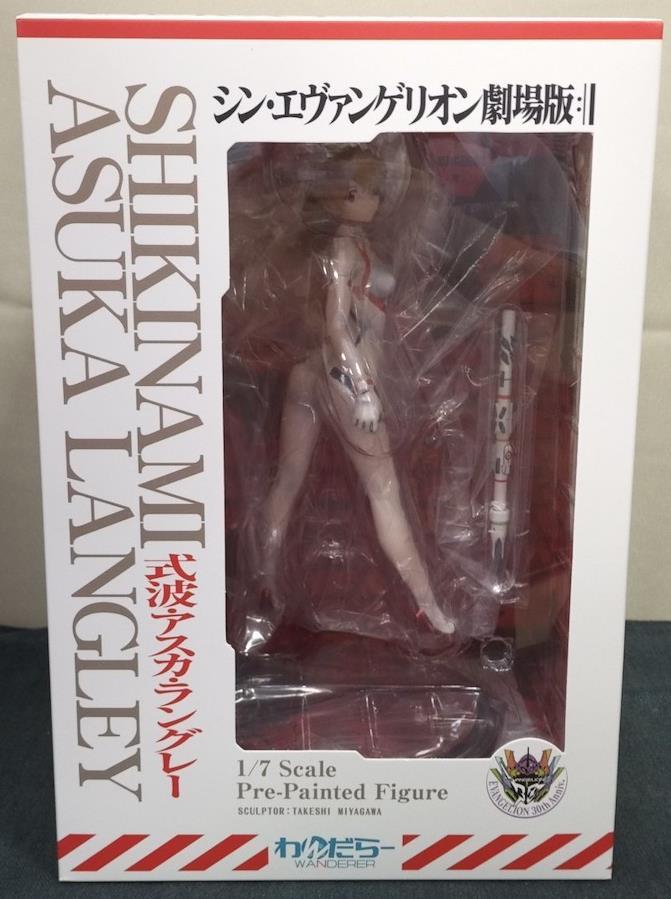 シン・エヴァンゲリオン劇場版:||
SHIKINAMI
ASUKA LANGLEY
式波・アスカ・ラングレー
1/7 Scale
Pre-Painted Figure
SCULPTOR:TAKESHI MIYAGAWA
EVANGELION 30th Anniv.
わんだらー
WANDERER